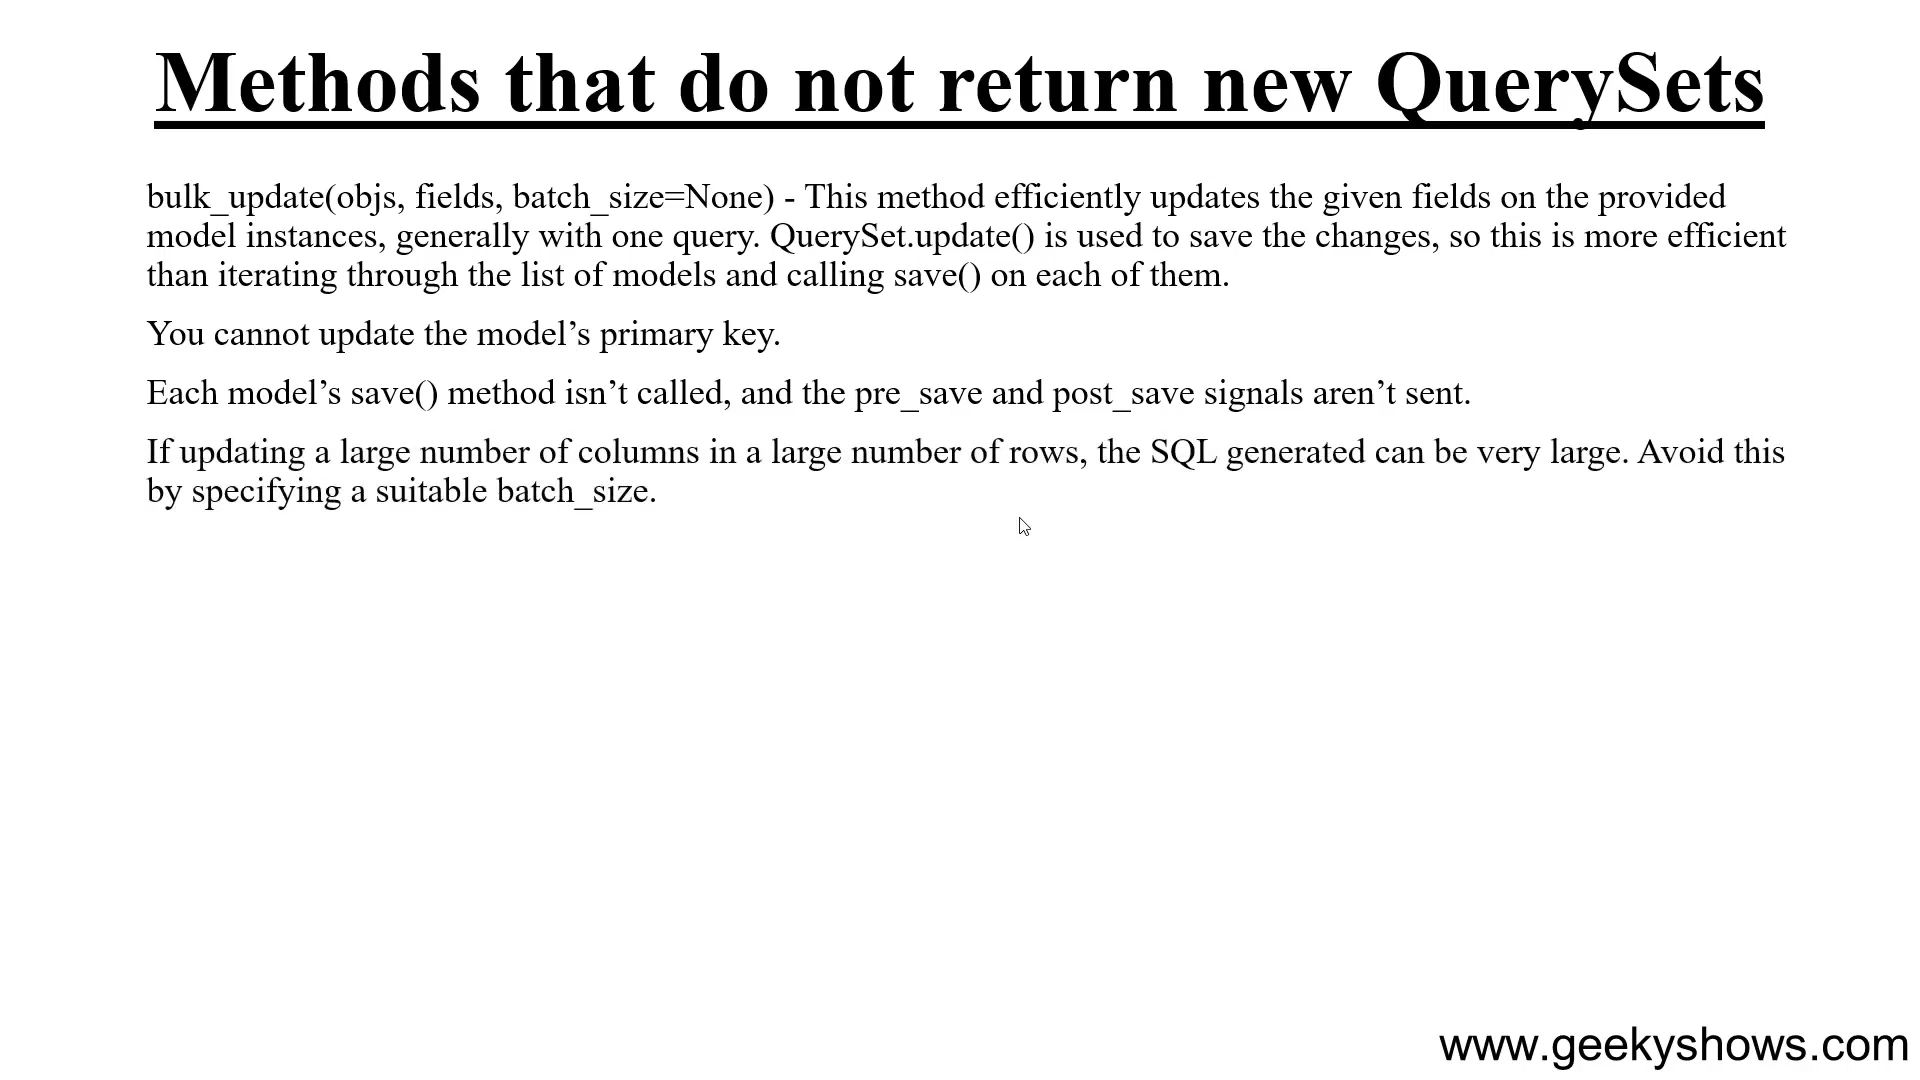 Methods that do not return new QuerySets
bulk_update(objs, fields, batch_size=None) - This method efficiently updates the given fields on the provided
model instances, generally with one query. QuerySet.update() is used to save the changes, so this is more efficient
than iterating through the list of models and calling save() on each of them.
You cannot update the model’s primary key.
Each model’s save() method isn’t called, and the pre_save and post_save signals aren’t sent.
If updating a large number of columns in a large number of rows, the SQL generated can be very large. Avoid this
by specifying a suitable batch_size.
www.geekyshows.com